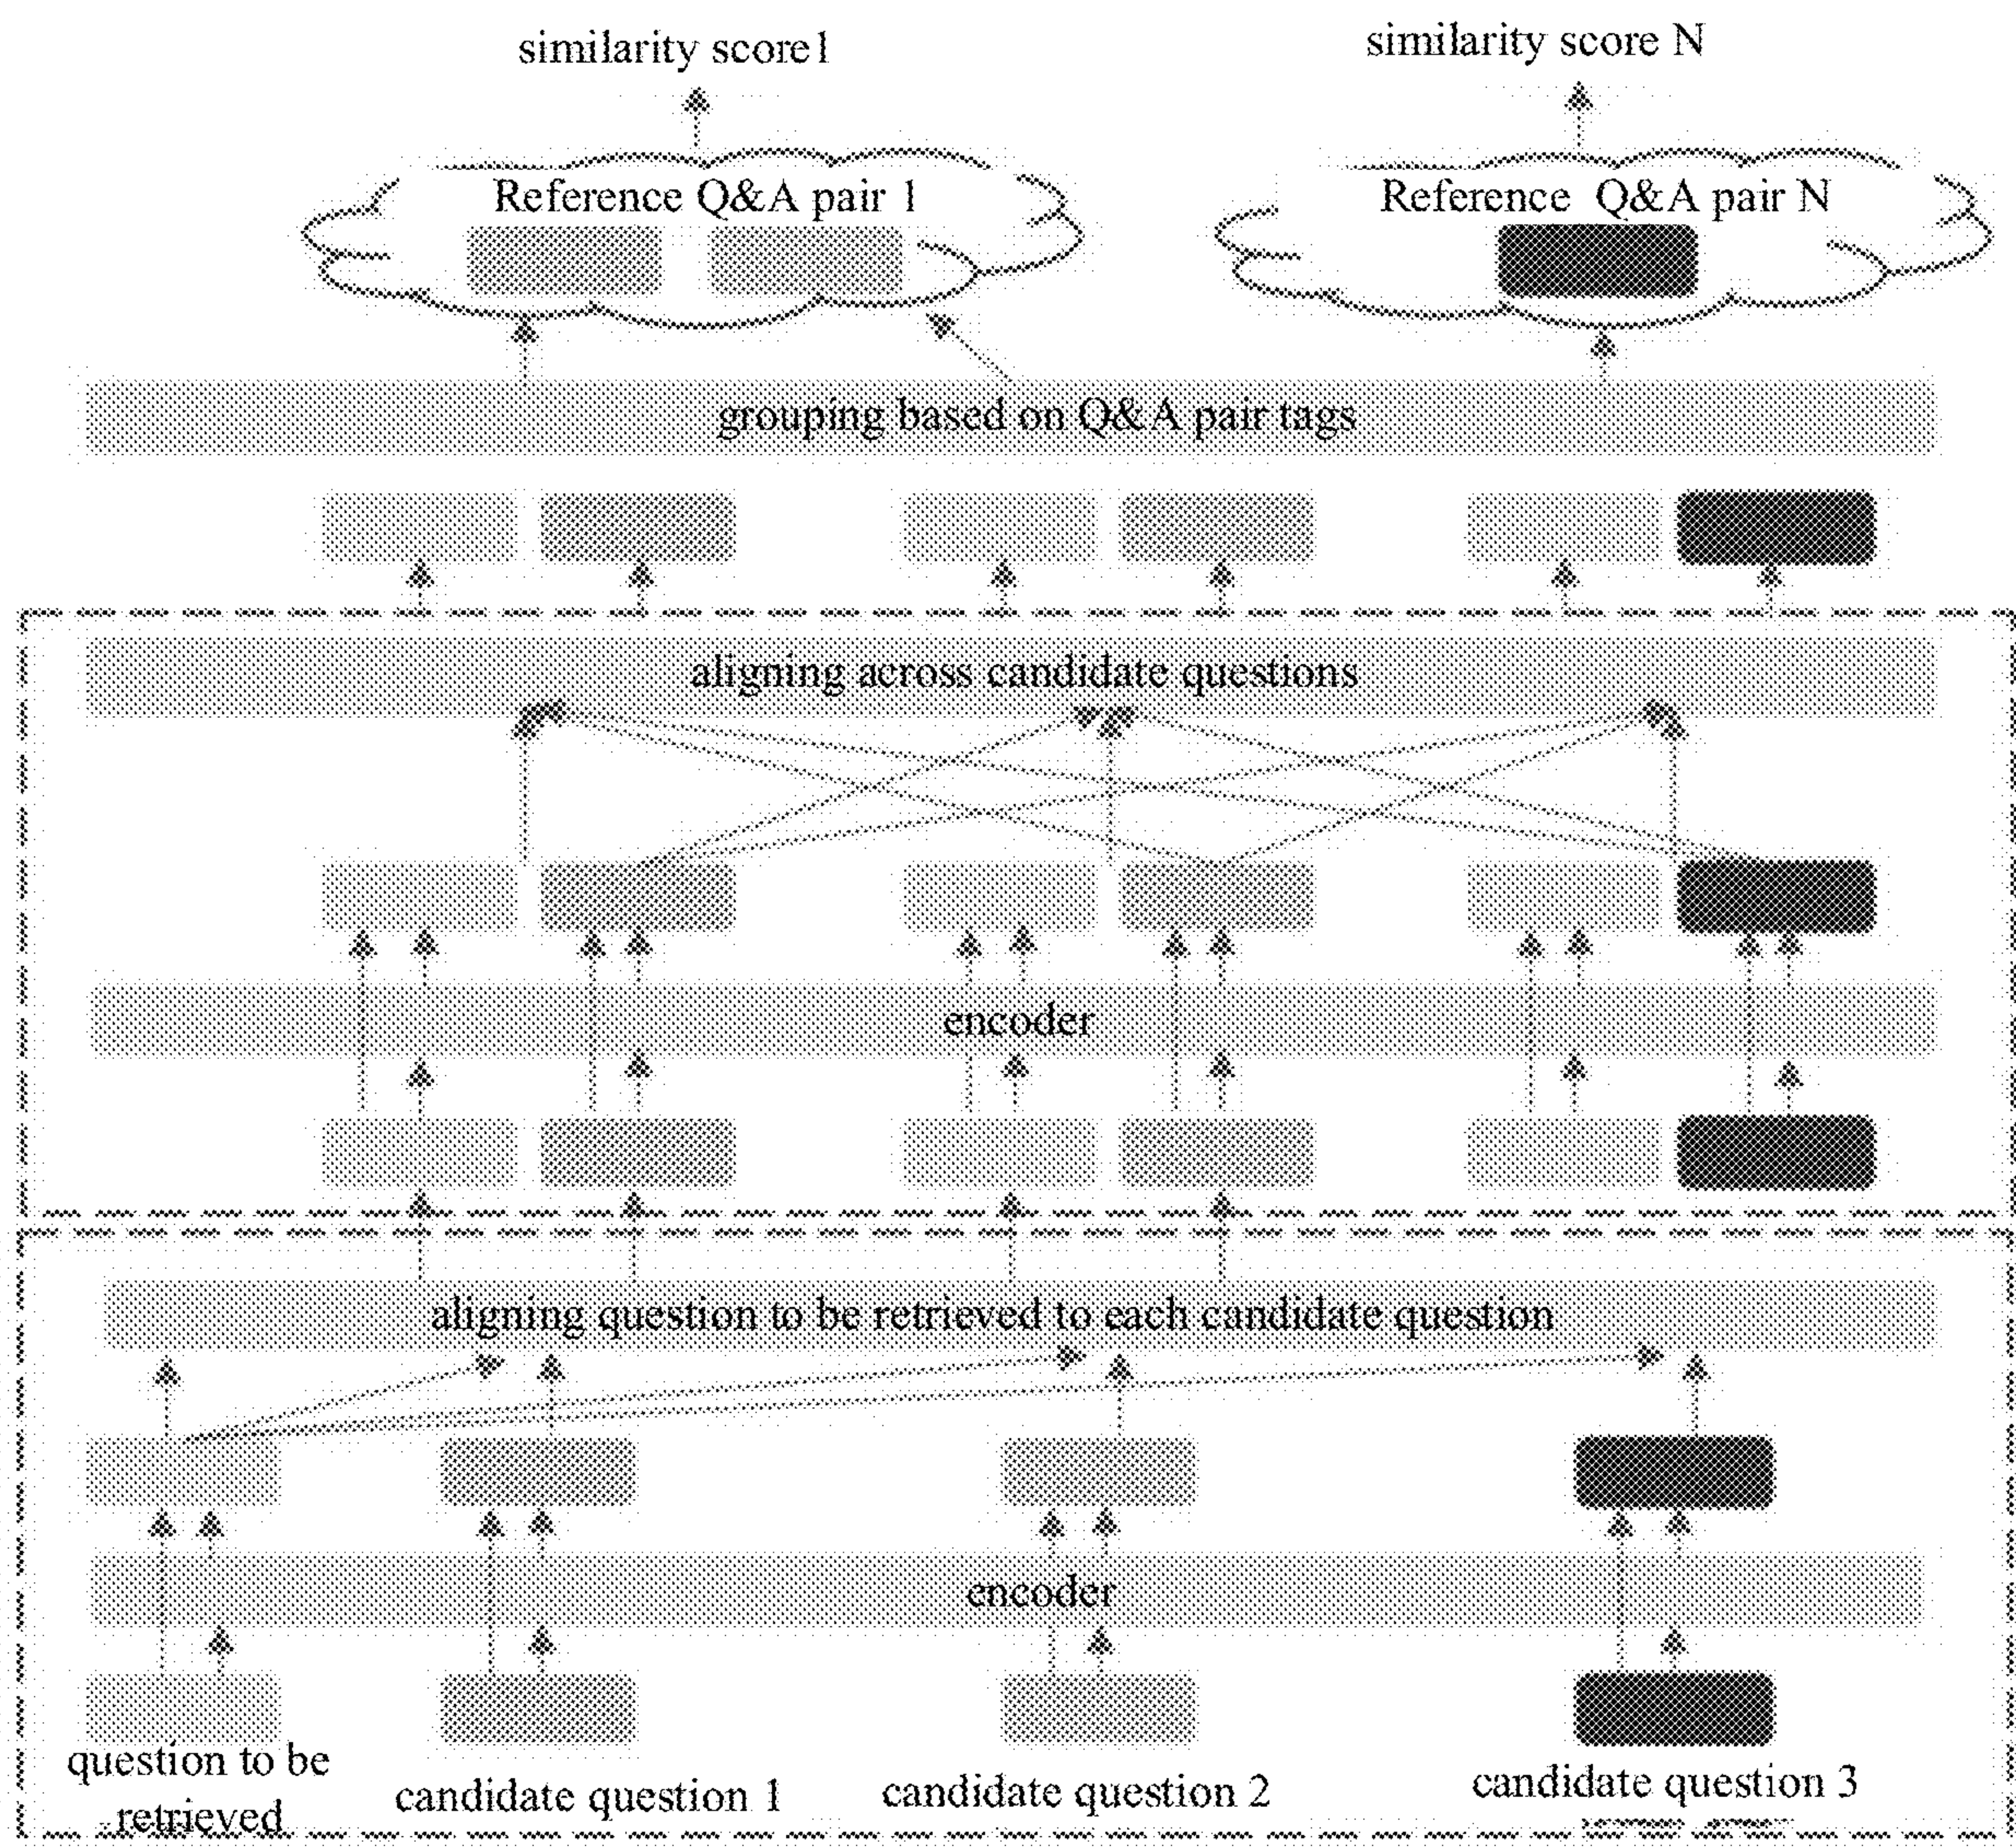 similarity score1
similarity score N
Reference Q&A pair 1
Reference Q&A pair N
grouping based on Q&A pair tags
aligning across candidate questions
encoder
aligning question to be retrieved to each candidate question
encoder
question to be
retrieved
candidate question 1
candidate question 2
candidate question 3